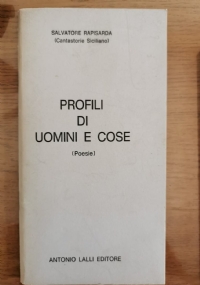 SALVATORE RAPISARDA
(Cantastorie Siciliano)
PROFILI
DI
UOMINI E COSE
(Poesie)
ANTONIO LALLI EDITORE